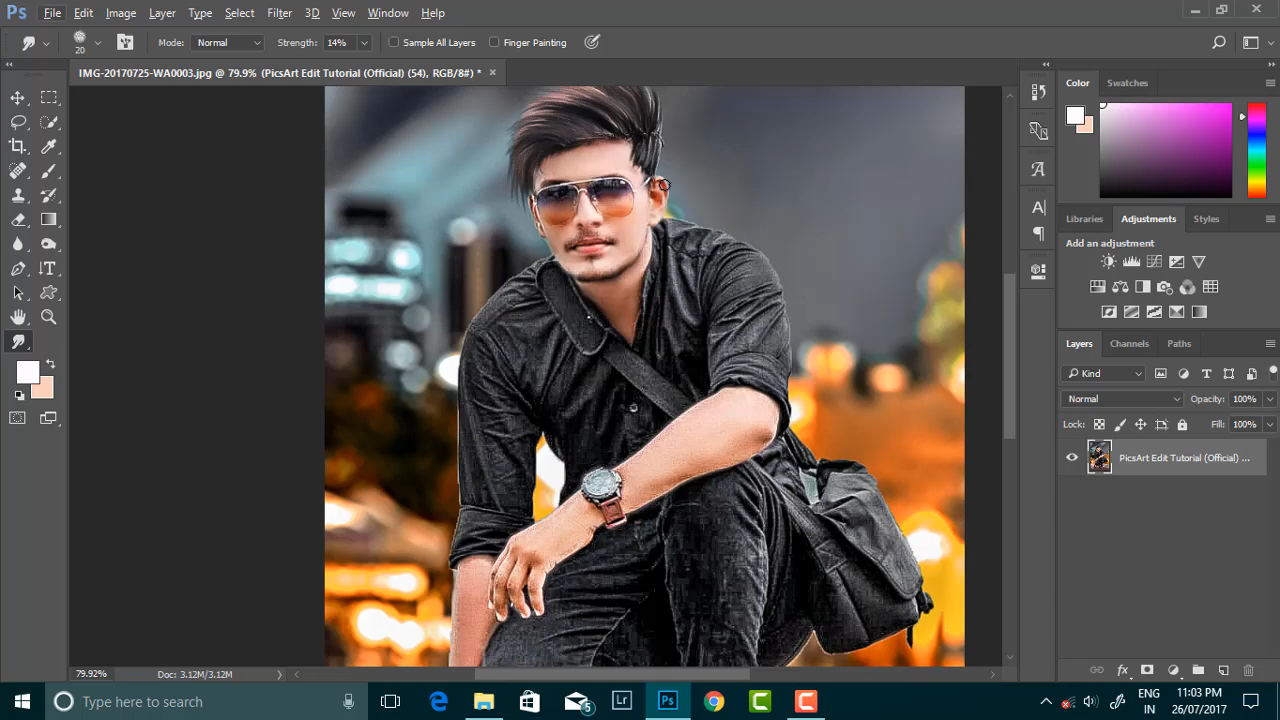 Ps File Edit Image Layer Type Select Filter 3D View Window Help
20 Mode: Normal Strength: 14% Sample All Layers Finger Painting
IMG-20170725-WA0003.jpg @ 79.9% (PicsArt Edit Tutorial (Official) (54), RGB/8#) *
Color Swatches
Libraries Adjustments Styles
Add an adjustment
Layers Channels Paths
Kind
Normal Opacity: 100%
Lock: Fill: 100%
PicsArt Edit Tutorial (Official) ...
79.92% Doc: 3.12M/3.12M
Type here to search 5 Lr Ps ENG 11:03 PM
IN 26/07/2017